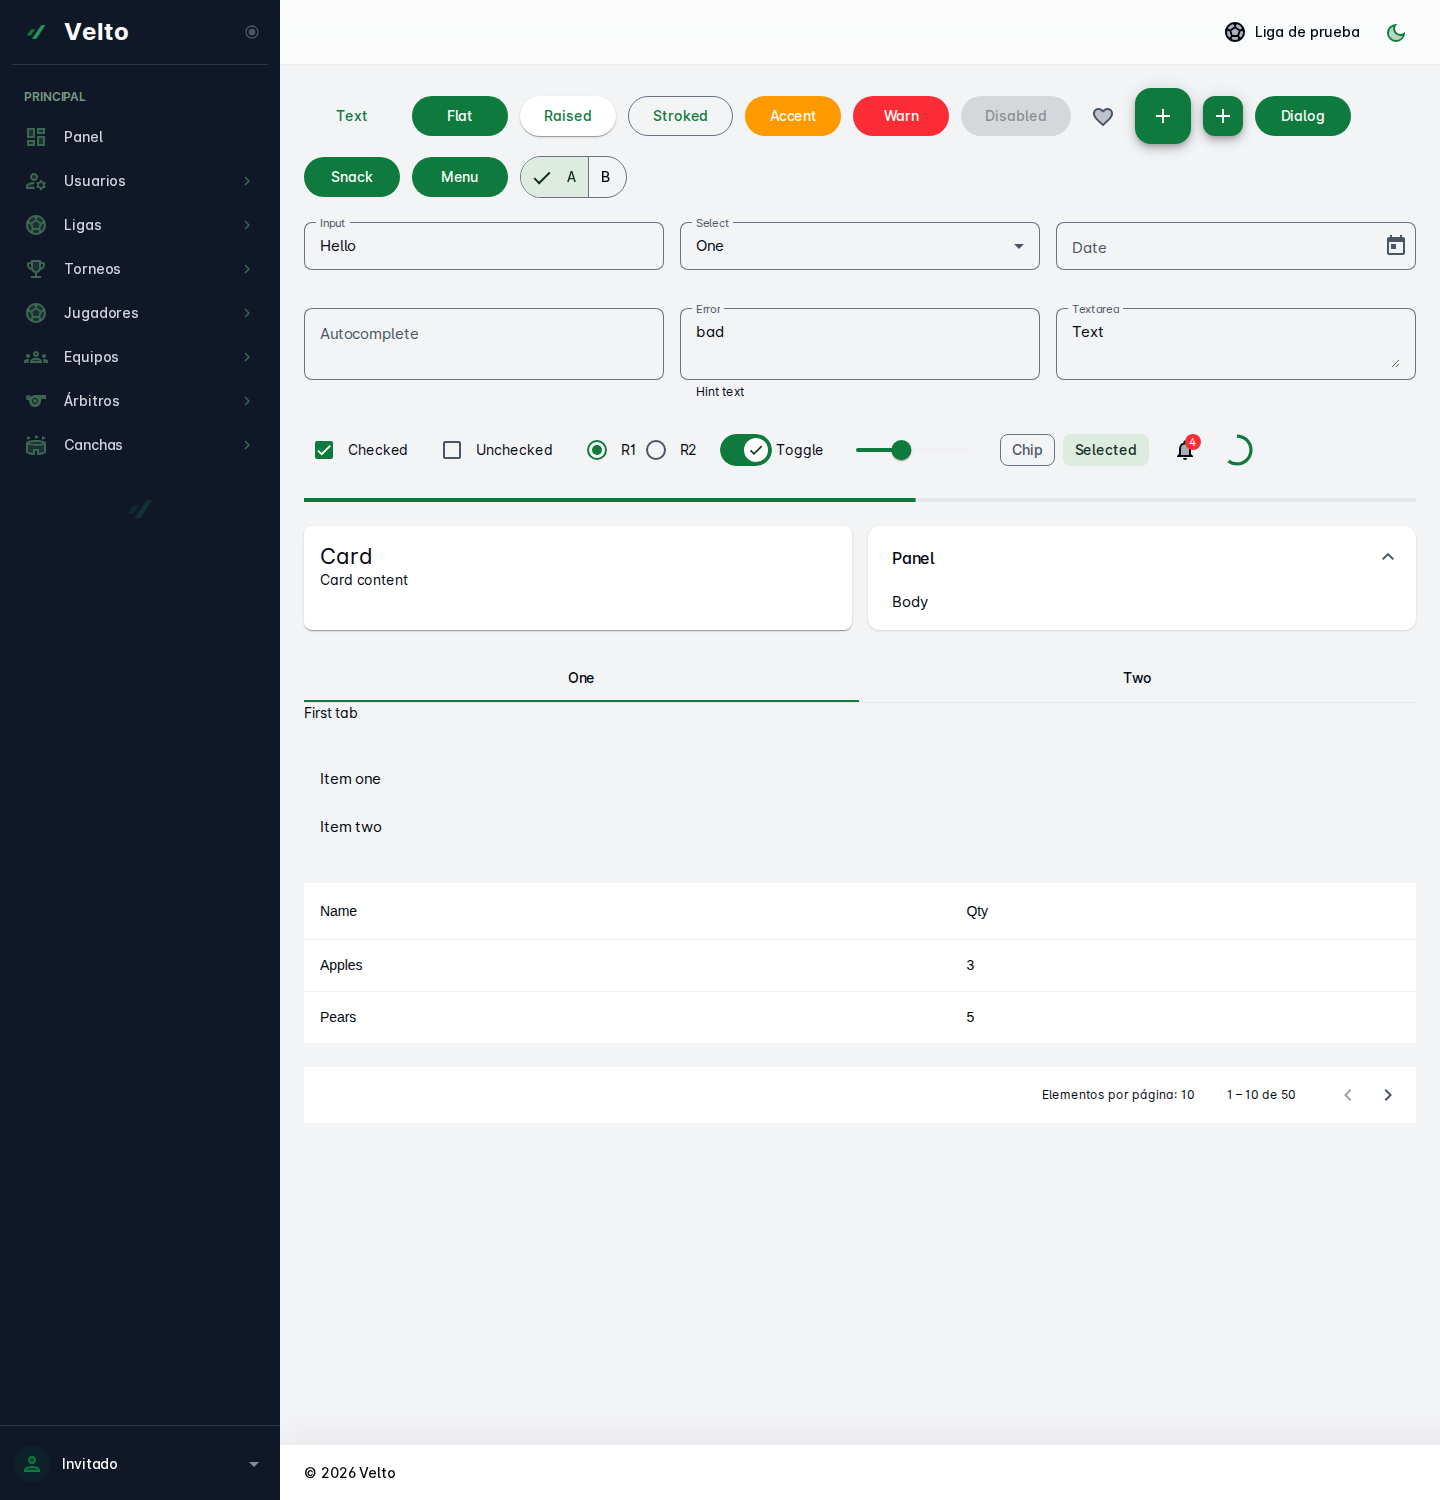 Velto
Liga de prueba
PRINCIPAL
Panel
Usuarios
Ligas
Torneos
Jugadores
Equipos
Árbitros
Canchas
Invitado
Text
Flat
Raised
Stroked
Accent
Warn
Disabled
Dialog
Snack
Menu
A
B
Input
Hello
Select
One
Date
Autocomplete
Error
bad
Hint text
Textarea
Text
Checked
Unchecked
R1
R2
Toggle
Chip
Selected
4
Card
Card content
Panel
Body
One
Two
First tab
Item one
Item two
Name Qty
Apples 3
Pears 5
Elementos por página: 10 1 – 10 de 50
© 2026 Velto